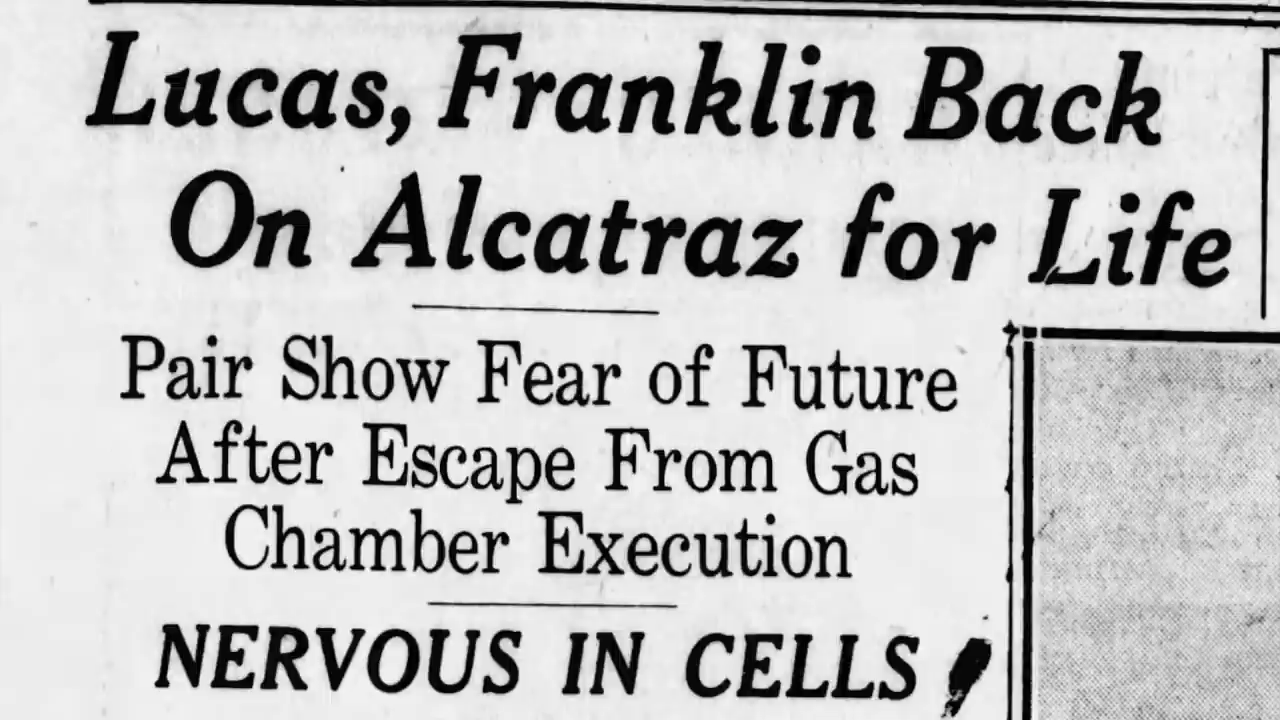 Lucas, Franklin Back
On Alcatraz for Life
Pair Show Fear of Future
After Escape From Gas
Chamber Execution
NERVOUS IN CELLS